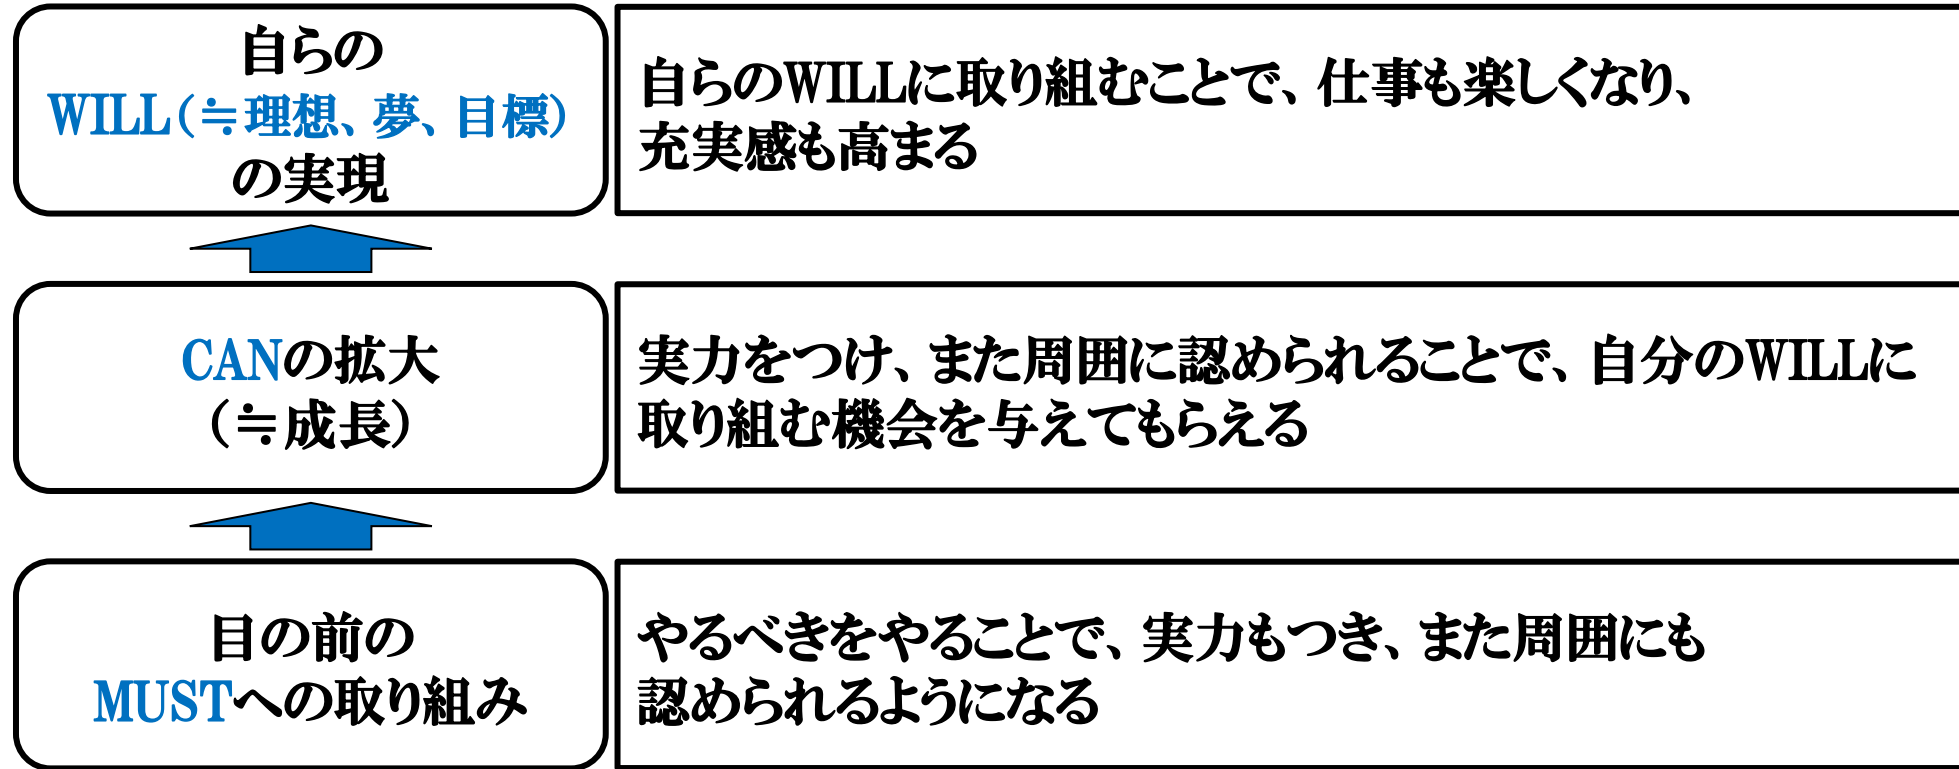 自らの
WILL(≒理想、夢、目標)
の実現
自らのWILLに取り組むことで、仕事も楽しくなり、
充実感も高まる
CANの拡大
(≒成長)
実力をつけ、また周囲に認められることで、自分のWILLに
取り組む機会を与えてもらえる
目の前の
MUSTへの取り組み
やるべきをやることで、実力もつき、また周囲にも
認められるようになる